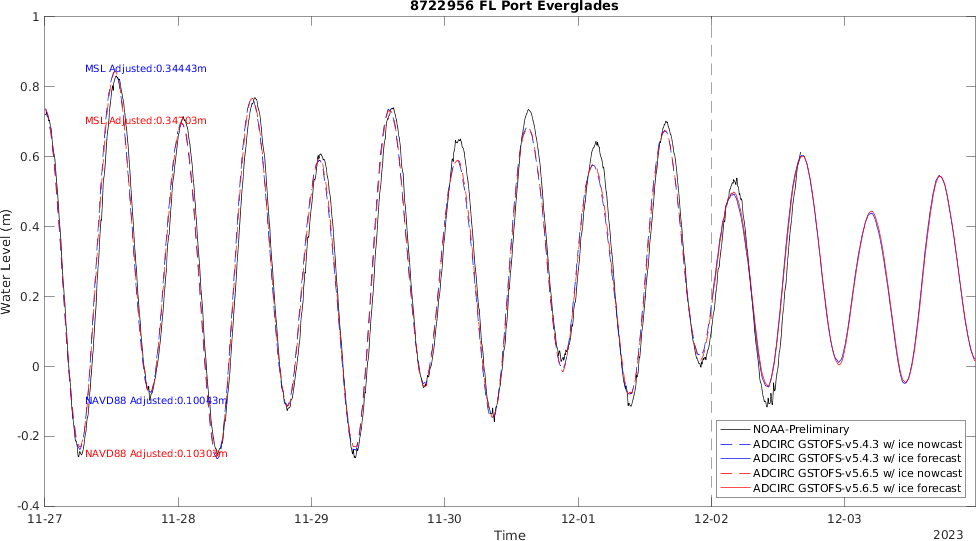 8722956 FL Port Everglades
1
0.8
0.6
0.4
0.2
0
-0.2
-0.4
Water Level (m)
MSL Adjusted:0.34443m
MSL Adjusted:0.34703m
NAVD88 Adjusted:0.10043m
NAVD88 Adjusted:0.10303m
NOAA-Preliminary
ADCIRC GSTOFS-v5.4.3 w/ ice nowcast
ADCIRC GSTOFS-v5.4.3 w/ ice forecast
ADCIRC GSTOFS-v5.6.5 w/ ice nowcast
ADCIRC GSTOFS-v5.6.5 w/ ice forecast
11-27 11-28 11-29 11-30 12-01 12-02 12-03
Time
2023